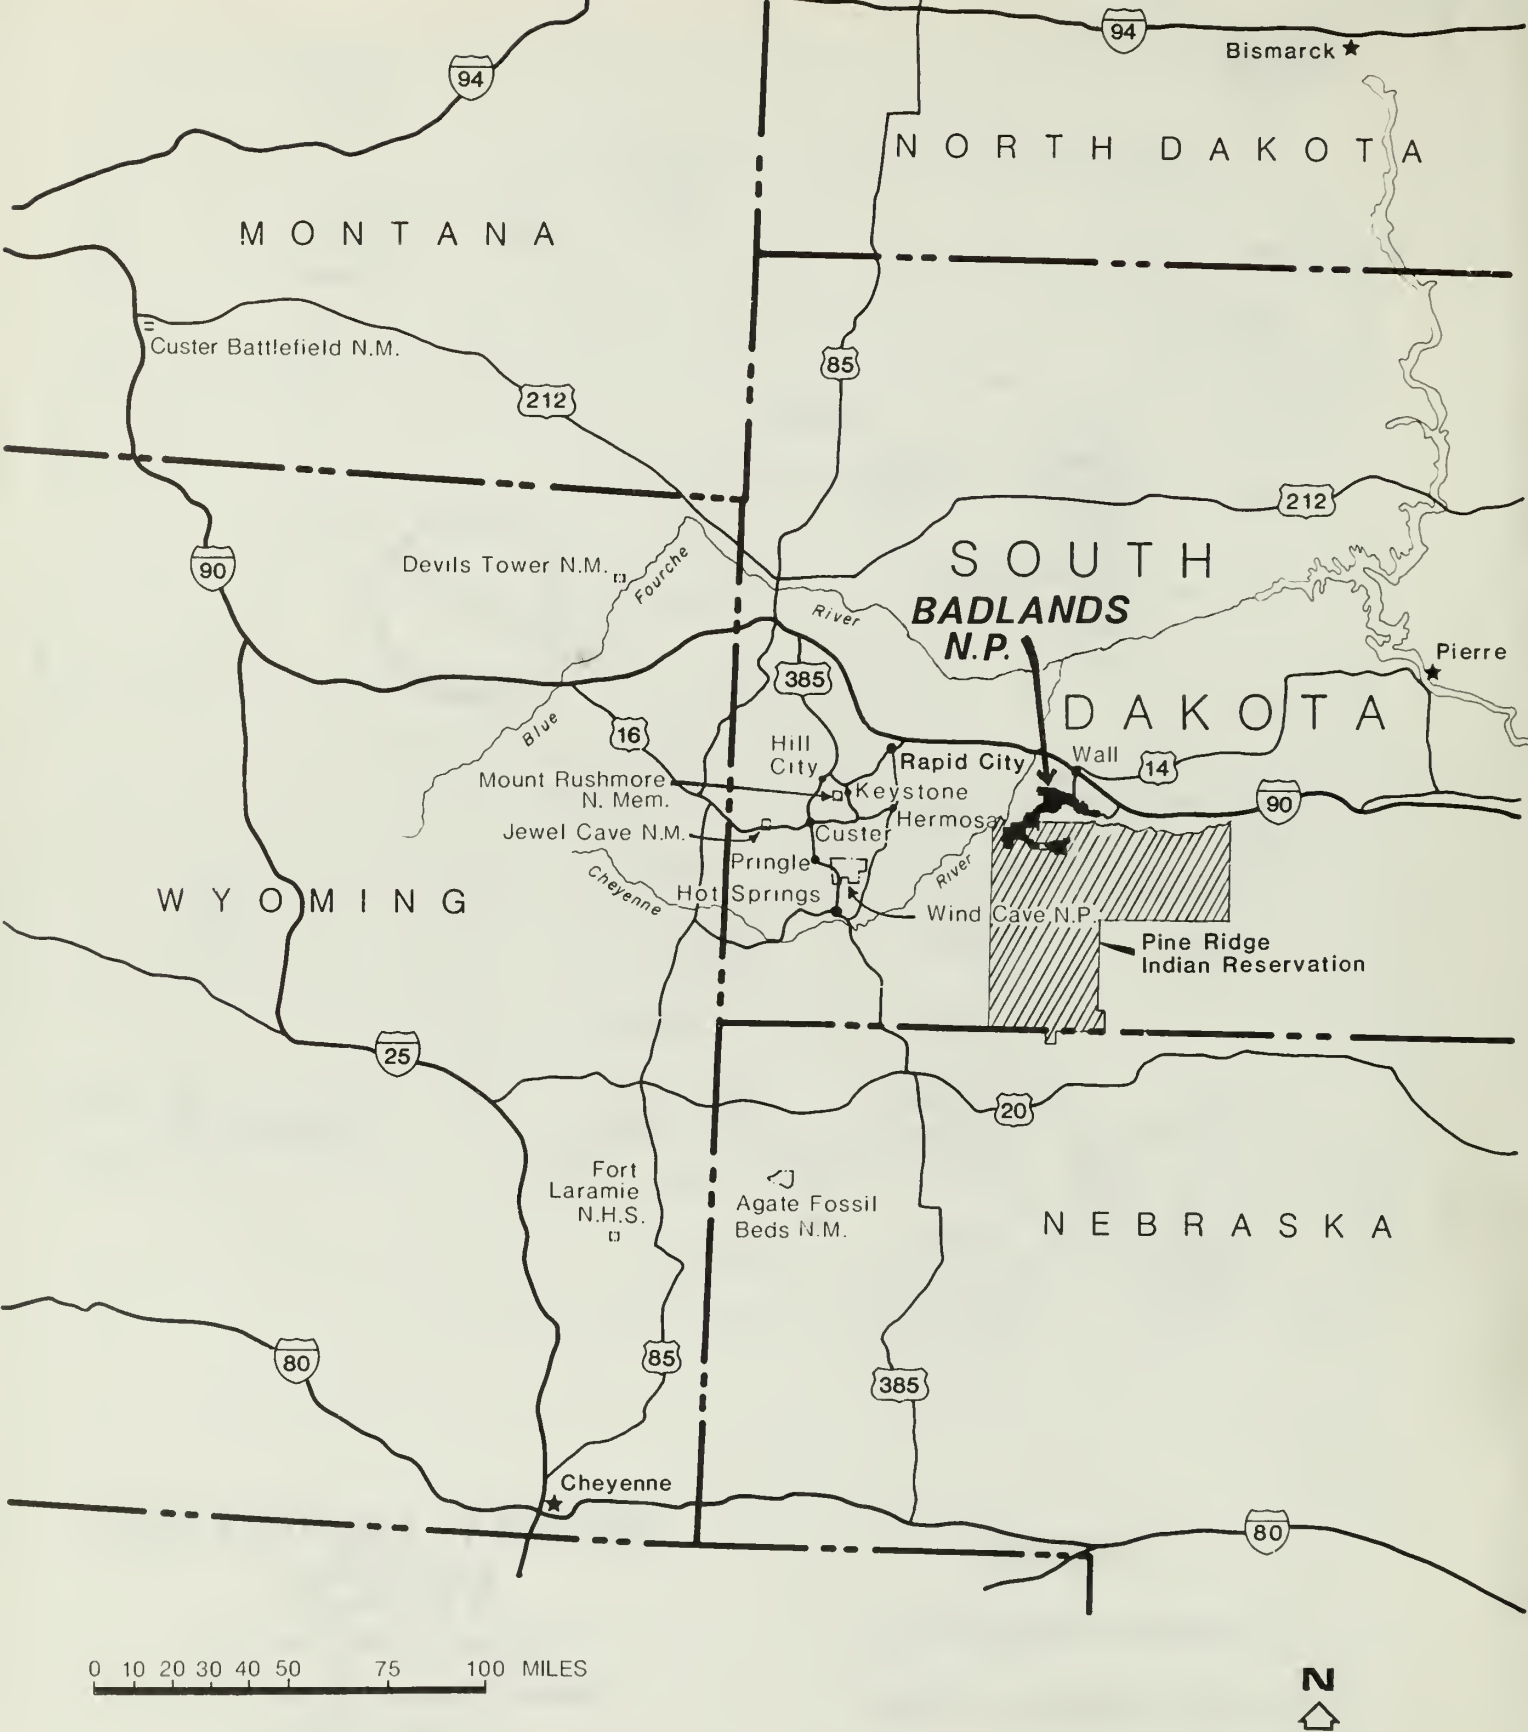 94
Bismarck
94
NORTH DAKOTA
MONTANA
Custer Battlefield N.M.
85
212
212
SOUTH
Devils Tower N.M.
90
Fourche
River
BADLANDS
N.P.
Pierre
385
DAKOTA
Blue
16
Hill
City
Rapid City
Wall
14
Mount Rushmore
N. Mem.
Keystone
90
Jewel Cave N.M.
Custer
Hermosa
Pringle
Cheyenne
River
Hot Springs
WYOMING
Wind Cave N.P.
Pine Ridge
Indian Reservation
25
20
Fort
Laramie
N.H.S.
Agate Fossil
Beds N.M.
NEBRASKA
80
85
385
Cheyenne
80
0 10 20 30 40 50 75 100 MILES
N